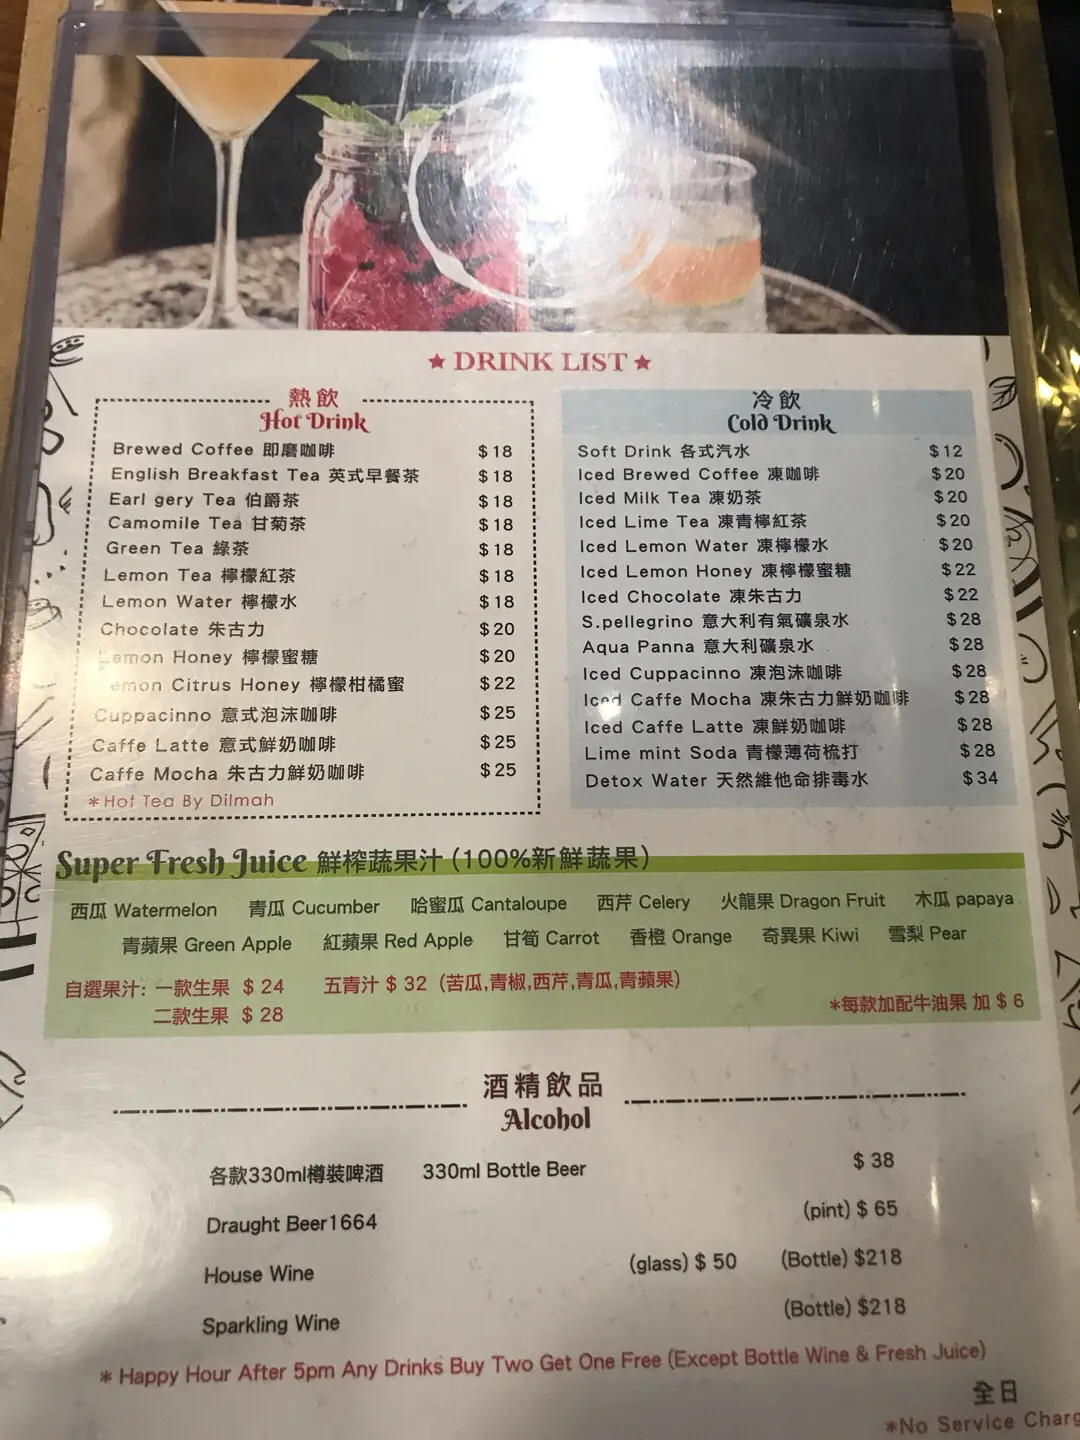 ★ DRINK LIST ★
熱飲
Hot Drink
Brewed Coffee 即磨咖啡 $18
English Breakfast Tea 英式早餐茶 $18
Earl gery Tea 伯爵茶 $18
Camomile Tea 甘菊茶 $18
Green Tea 綠茶 $18
Lemon Tea 檸檬紅茶 $18
Lemon Water 檸檬水 $18
Chocolate 朱古力 $20
Lemon Honey 檸檬蜜糖 $20
emon Citrus Honey 檸檬柑橘蜜 $22
Cuppacinno 意式泡沫咖啡 $25
Caffe Latte 意式鮮奶咖啡 $25
Caffe Mocha 朱古力鮮奶咖啡 $25
*Hot Tea By Dilmah
冷飲
Cold Drink
Soft Drink 各式汽水 $12
Iced Brewed Coffee 凍咖啡 $20
Iced Milk Tea 凍奶茶 $20
Iced Lime Tea 凍青檸紅茶 $20
Iced Lemon Water 凍檸檬水 $20
Iced Lemon Honey 凍檸檬蜜糖 $22
Iced Chocolate 凍朱古力 $22
S.pellegrino 意大利有氣礦泉水 $28
Aqua Panna 意大利礦泉水 $28
Iced Cuppacinno 凍泡沫咖啡 $28
Iced Caffe Mocha 凍朱古力鮮奶咖啡 $28
Iced Caffe Latte 凍鮮奶咖啡 $28
Lime mint Soda 青檬薄荷梳打 $28
Detox Water 天然維他命排毒水 $34
Super Fresh Juice 鮮榨蔬果汁 (100%新鮮蔬果)
西瓜 Watermelon 青瓜 Cucumber 哈蜜瓜 Cantaloupe 西芹 Celery 火龍果 Dragon Fruit 木瓜 papaya
青蘋果 Green Apple 紅蘋果 Red Apple 甘筍 Carrot 香橙 Orange 奇異果 Kiwi 雪梨 Pear
自選果汁: 一款生果 $ 24 五青汁 $ 32 (苦瓜,青椒,西芹,青瓜,青蘋果)
二款生果 $ 28 *每款加配牛油果 加 $ 6
酒精飲品
Alcohol
各款330ml樽裝啤酒 330ml Bottle Beer $ 38
Draught Beer1664 (pint) $ 65
House Wine (glass) $ 50 (Bottle) $218
Sparkling Wine (Bottle) $218
* Happy Hour After 5pm Any Drinks Buy Two Get One Free (Except Bottle Wine & Fresh Juice)
全日
*No Service Charg